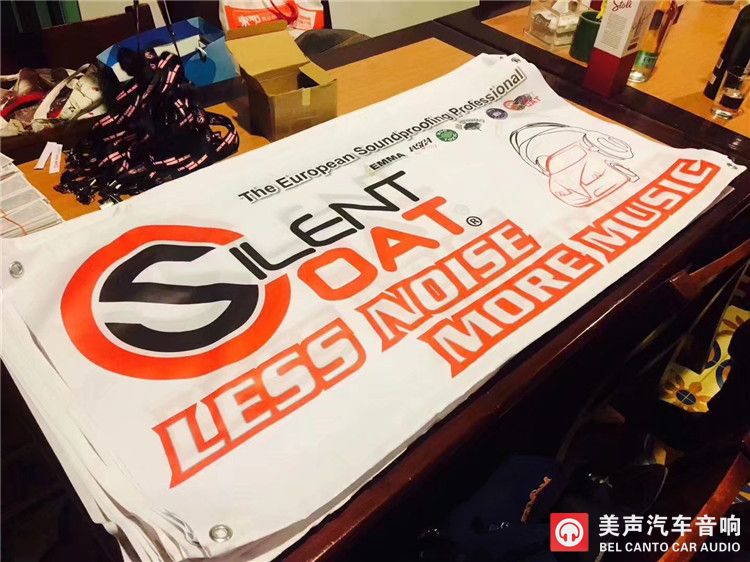 Stoli
The European Soundproofing Professional
EMMA
SILENT
COAT®
LESS NOISE
MORE MUSIC
美声汽车音响
BEL CANTO CAR AUDIO